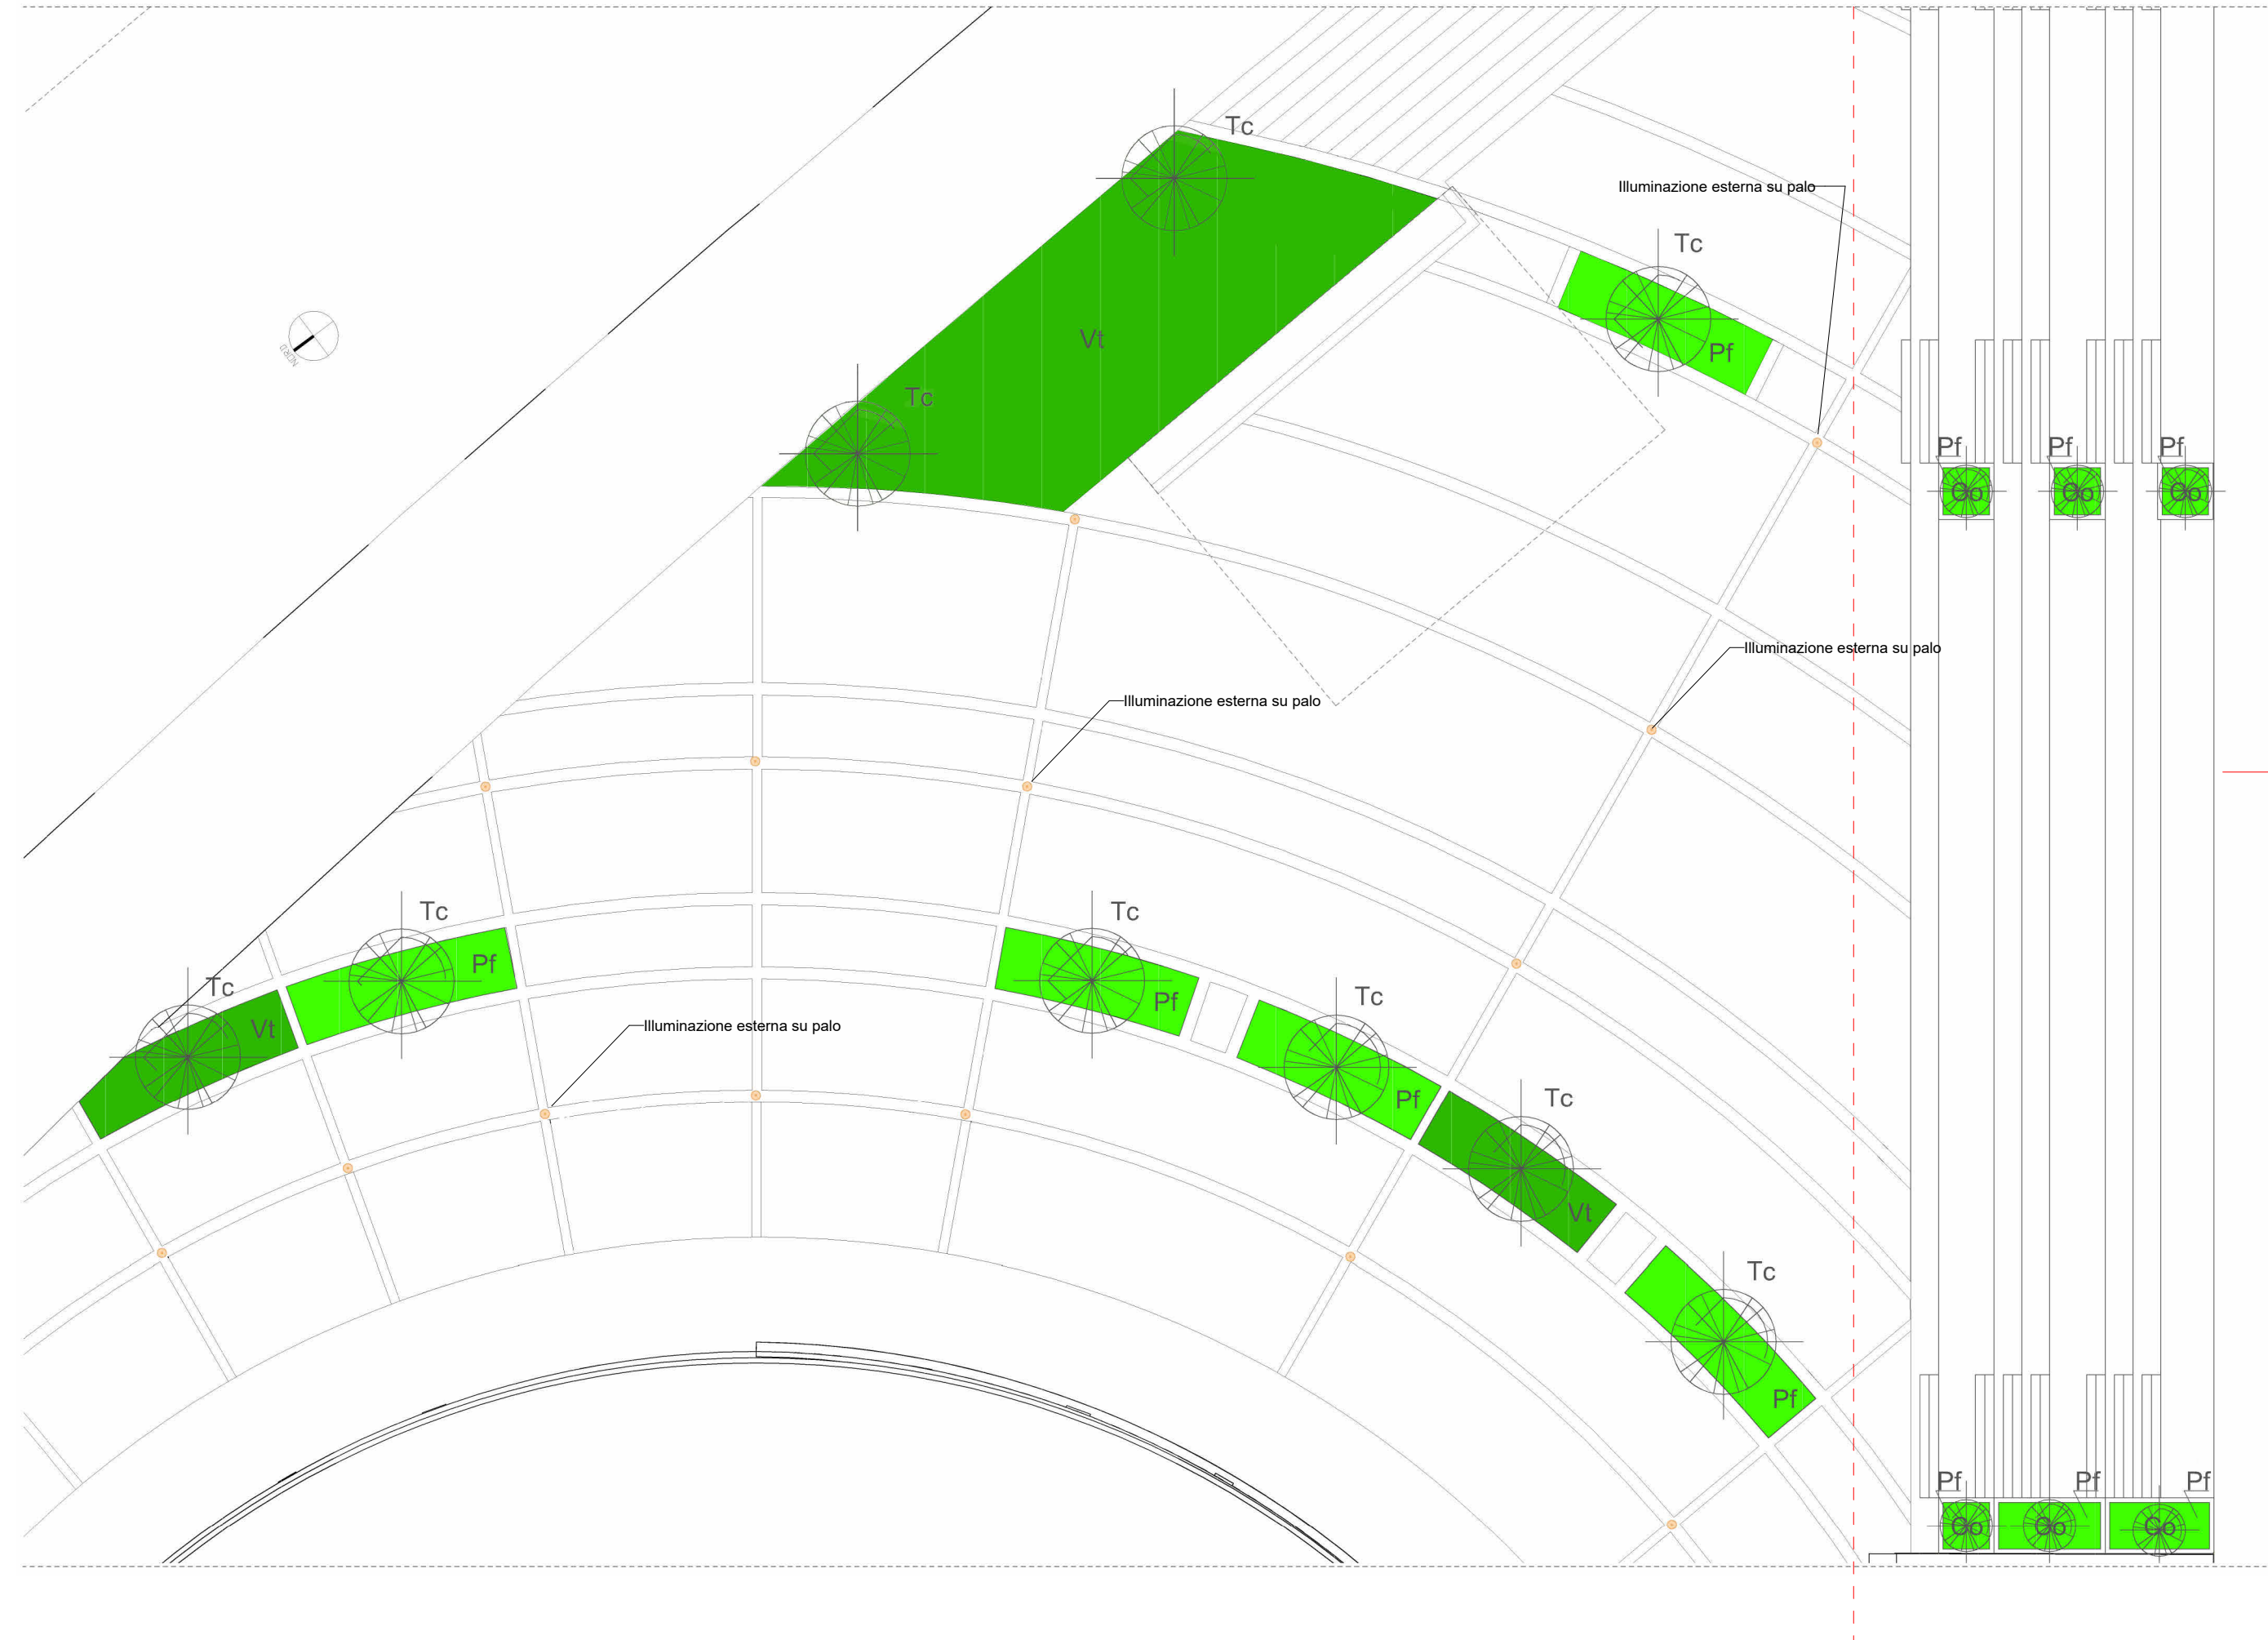 Tc
Illuminazione esterna su palo
Tc
NORD
Vt
Pf
Tc
Pf
Pf
Pf
Co
Co
Co
Illuminazione esterna su palo
Illuminazione esterna su palo
Tc
Tc
Pf
Tc
Vt
Pf
Tc
Illuminazione esterna su palo
Pf
Tc
Vt
Tc
Pf
Pf
Pf
Pf
Co
Co
Co